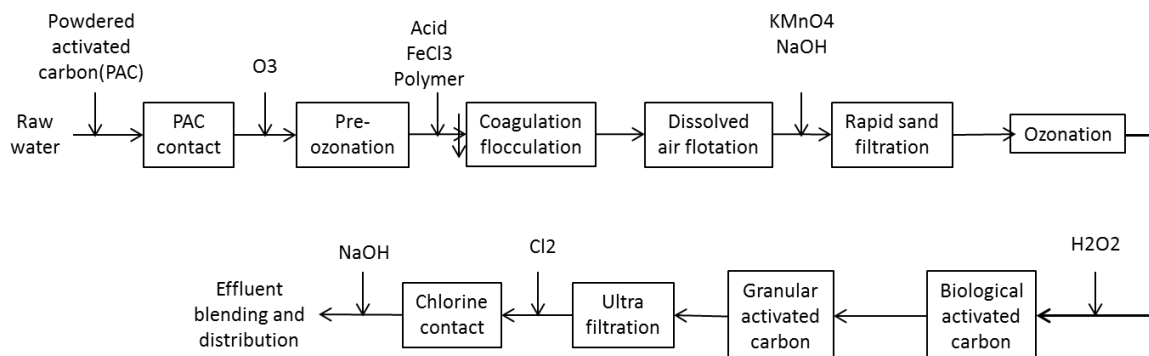 Powdered
activated
carbon(PAC)
O3
Acid
FeCl3
Polymer
KMnO4
NaOH
Raw
water
PAC
contact
Pre-
ozonation
Coagulation
flocculation
Dissolved
air flotation
Rapid sand
filtration
Ozonation
NaOH
Cl2
H2O2
Effluent
blending and
distribution
Chlorine
contact
Ultra
filtration
Granular
activated
carbon
Biological
activated
carbon